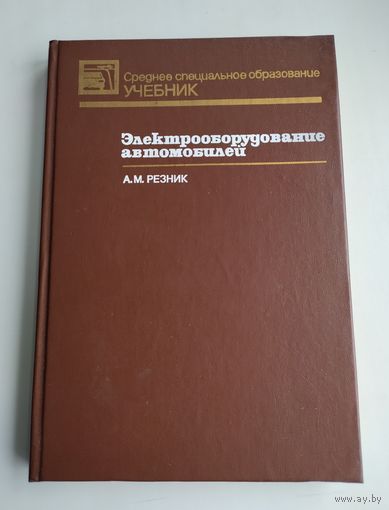 Среднее специальное образование
УЧЕБНИК
Электрооборудование
автомобилей
А.М. РЕЗНИК
ay.by